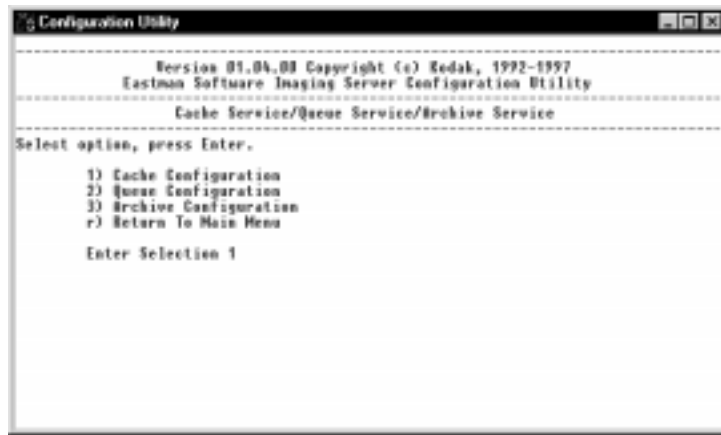 Configuration Utility
Version 01.04.00 Copyright (c) Kodak, 1992-1997
Eastman Software Imaging Server Configuration Utility
Cache Service/Queue Service/Archive Service
Select option, press Enter.
1) Cache Configuration
2) Queue Configuration
3) Archive Configuration
r) Return To Main Menu
Enter Selection 1